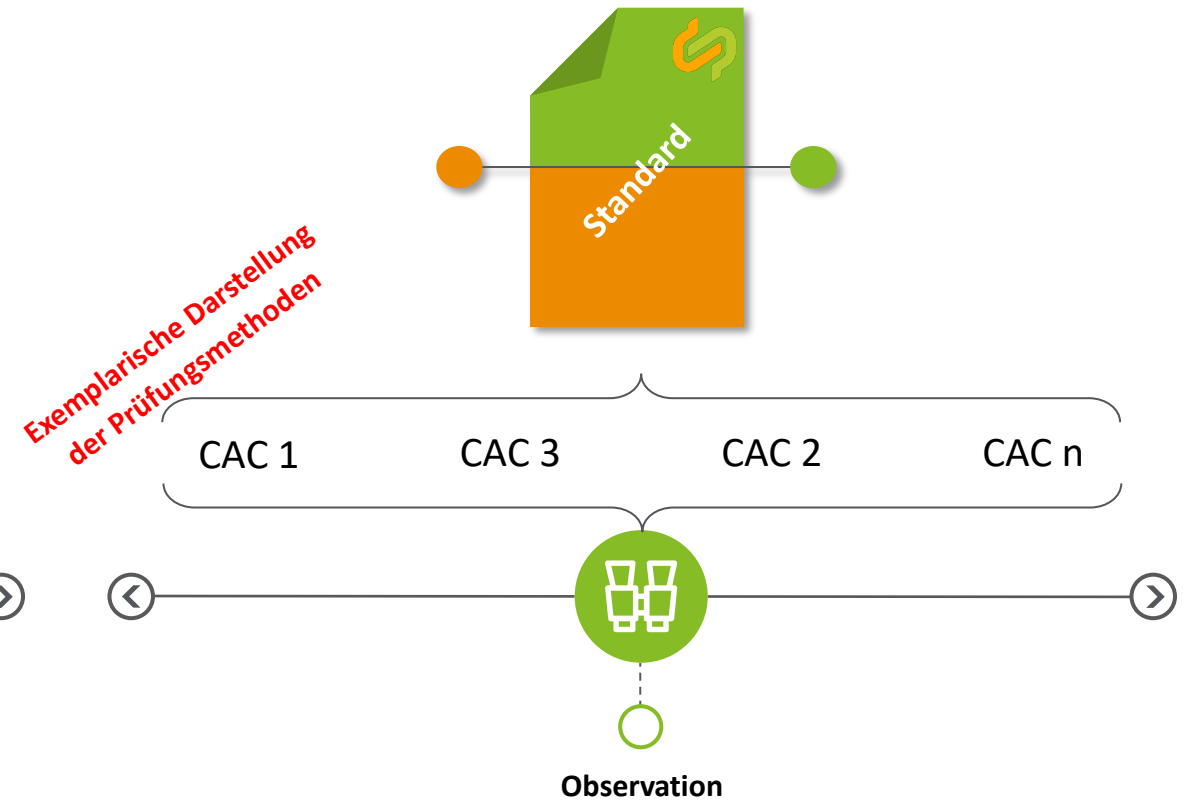 Standard
Exemplarische Darstellung
der Prüfungsmethoden
CAC 1
CAC 3
CAC 2
CAC n
Observation